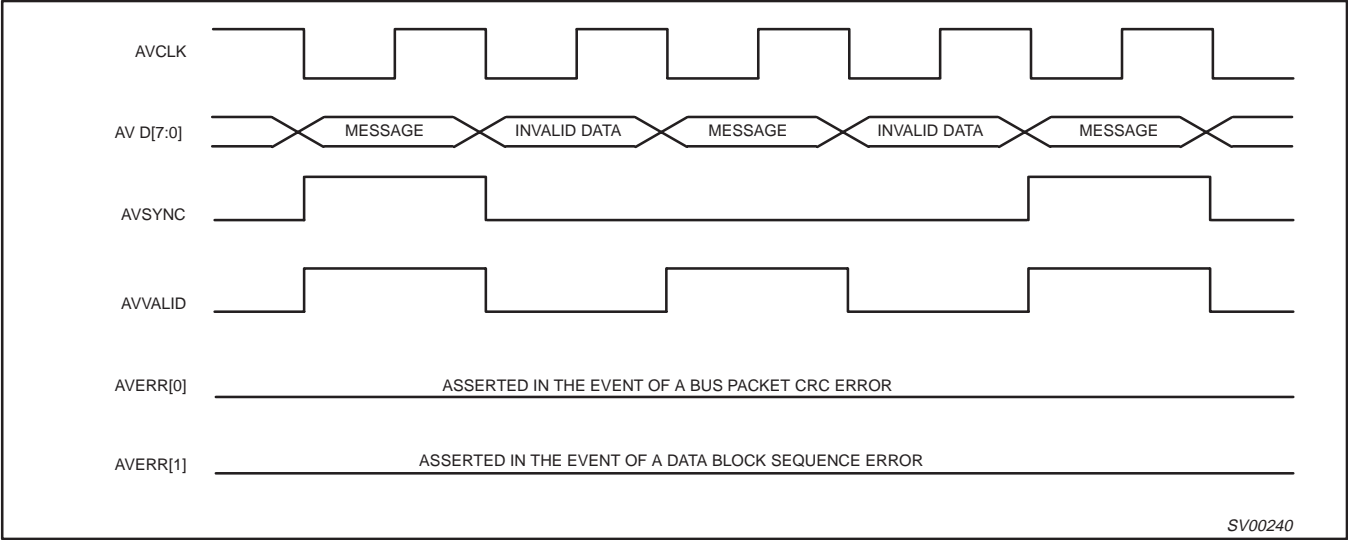 AVCLK
AV D[7:0] MESSAGE INVALID DATA MESSAGE INVALID DATA MESSAGE
AVSYNC
AVVALID
AVERR[0] ASSERTED IN THE EVENT OF A BUS PACKET CRC ERROR
AVERR[1] ASSERTED IN THE EVENT OF A DATA BLOCK SEQUENCE ERROR
SV00240